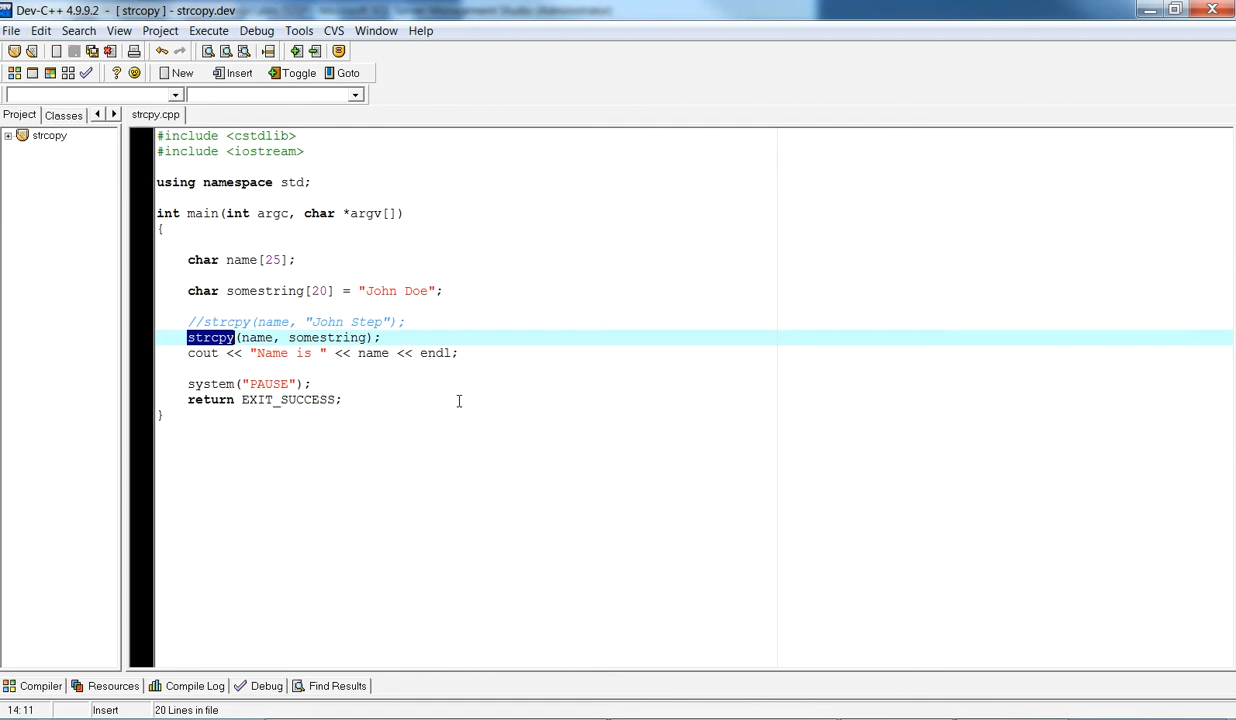 Dev-C++ 4.9.9.2 - [ strcopy ] - strcopy.dev
File Edit Search View Project Execute Debug Tools CVS Window Help
New Insert Toggle Goto
Project Classes strcpy.cpp
strcopy
#include <cstdlib>
#include <iostream>
using namespace std;
int main(int argc, char *argv[])
{
char name[25];
char somestring[20] = "John Doe";
//strcpy(name, "John Step");
strcpy(name, somestring);
cout << "Name is " << name << endl;
system("PAUSE");
return EXIT_SUCCESS;
}
Compiler Resources Compile Log Debug Find Results
14:11 Insert 20 Lines in file